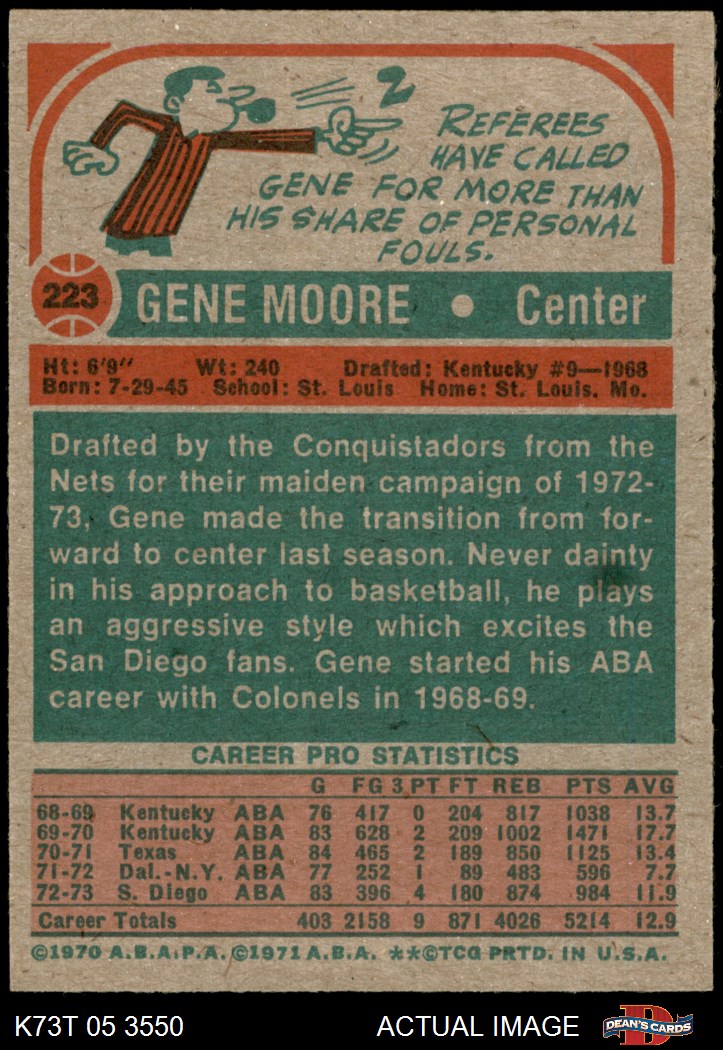 2
REFEREES
HAVE CALLED
GENE FOR MORE THAN
HIS SHARE OF PERSONAL
FOULS.
223 GENE MOORE • Center
Ht: 6'9" Wt: 240 Drafted: Kentucky #9—1968
Born: 7-29-45 School: St. Louis Home: St. Louis, Mo.
Drafted by the Conquistadors from the
Nets for their maiden campaign of 1972-
73, Gene made the transition from for-
ward to center last season. Never dainty
in his approach to basketball, he plays
an aggressive style which excites the
San Diego fans. Gene started his ABA
career with Colonels in 1968-69.
CAREER PRO STATISTICS
G FG 3 PT FT REB PTS AVG
68-69 Kentucky ABA 76 417 0 204 817 1038 13.7
69-70 Kentucky ABA 83 628 2 209 1002 1471 17.7
70-71 Texas ABA 84 465 2 189 850 1125 13.4
71-72 Dal.-N.Y. ABA 77 252 1 89 483 596 7.7
72-73 S. Diego ABA 83 396 4 180 874 984 11.9
Career Totals 403 2158 9 871 4026 5214 12.9
©1970 A.B.A.P.A. ©1971 A.B.A. **©TCG PRTD. IN U.S.A.
K73T 05 3550 ACTUAL IMAGE D DEAN'S CARDS